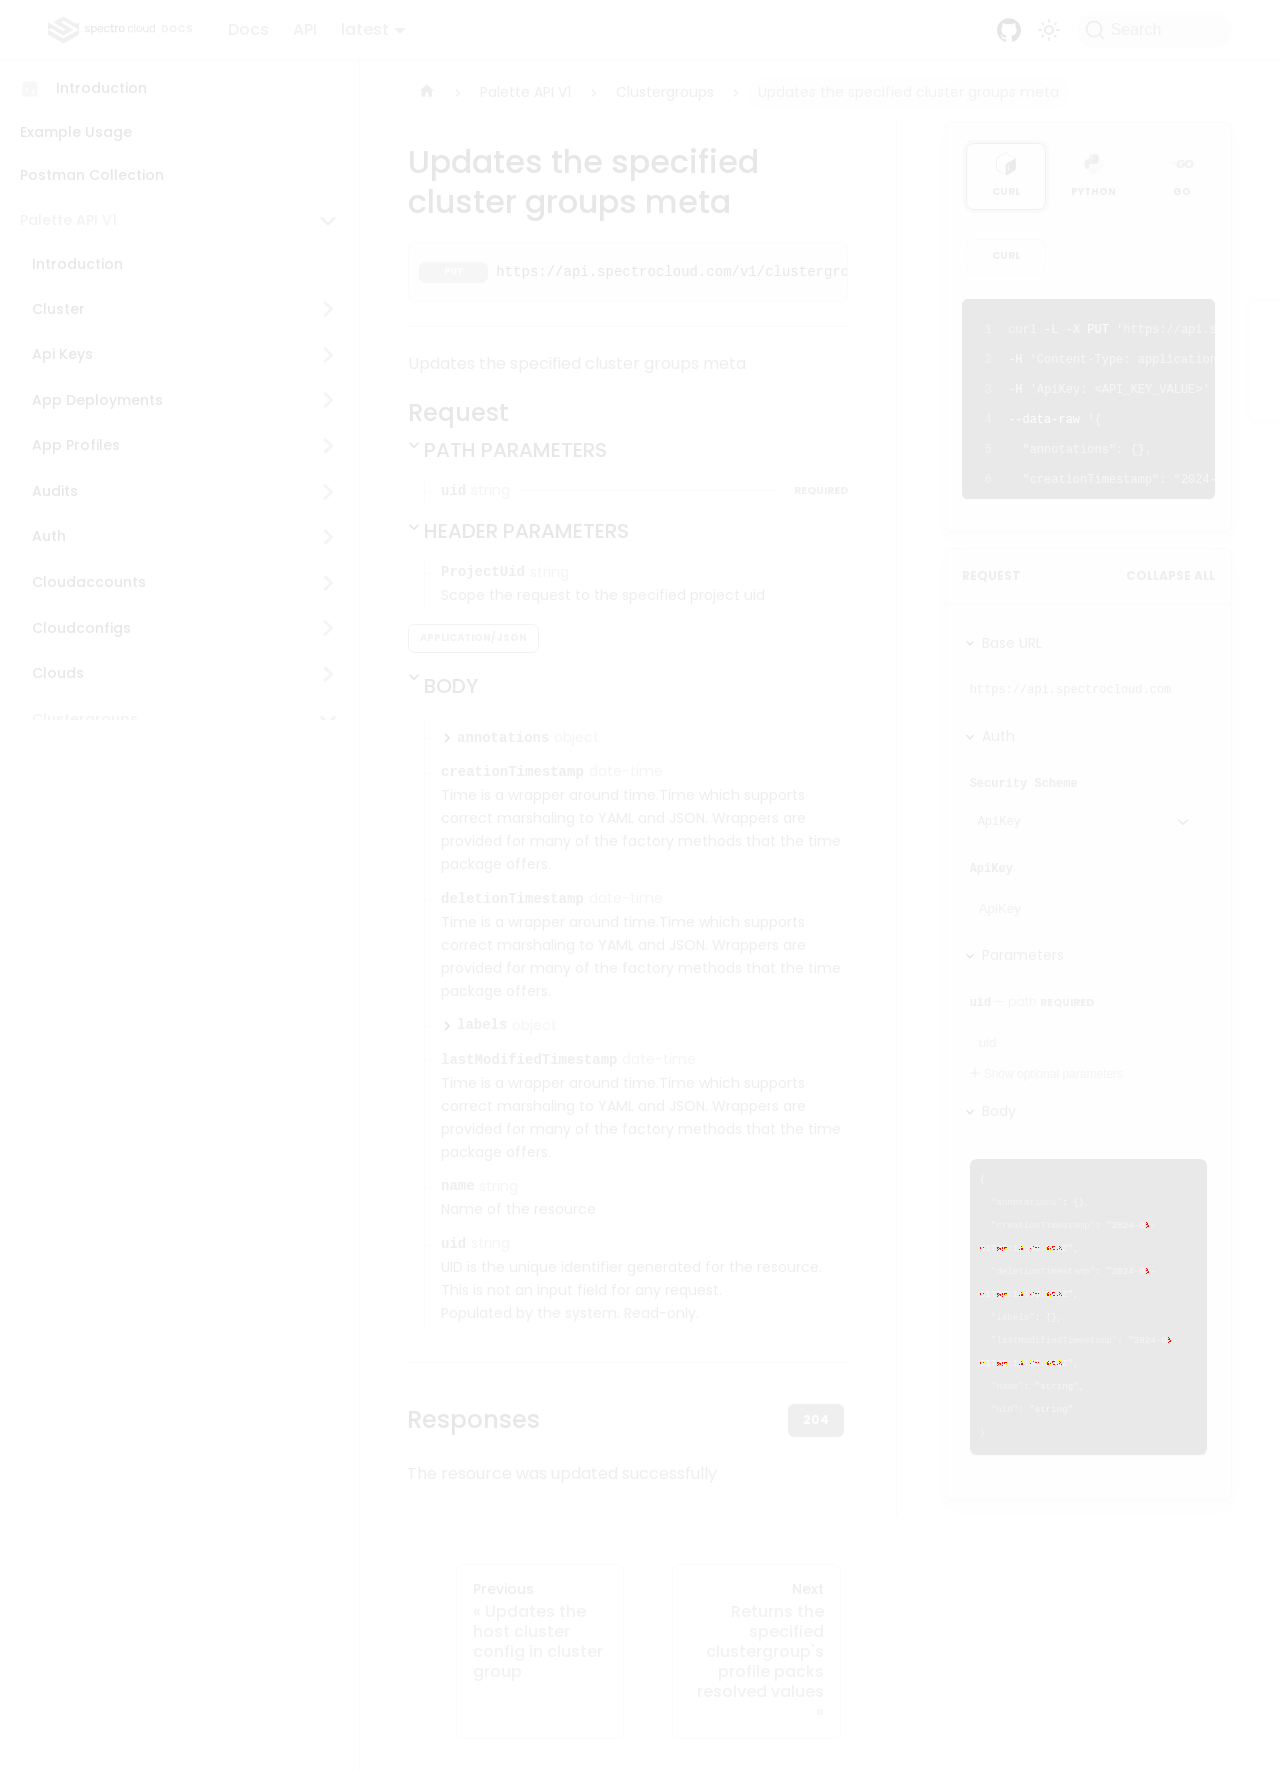 spectro cloud DOCS
Docs
API
latest
Search
Introduction
Example Usage
Postman Collection
Palette API V1
Introduction
Cluster
Api Keys
App Deployments
App Profiles
Audits
Auth
Cloudaccounts
Cloudconfigs
Clouds
Clustergroups
Palette API V1
Clustergroups
Updates the specified cluster groups meta
Updates the specified
cluster groups meta
PUT https://api.spectrocloud.com/v1/clustergro
Updates the specified cluster groups meta
Request
PATH PARAMETERS
uid string REQUIRED
HEADER PARAMETERS
ProjectUid string
Scope the request to the specified project uid
APPLICATION/JSON
BODY
annotations object
creationTimestamp date-time
Time is a wrapper around time.Time which supports
correct marshaling to YAML and JSON. Wrappers are
provided for many of the factory methods that the time
package offers.
deletionTimestamp date-time
Time is a wrapper around time.Time which supports
correct marshaling to YAML and JSON. Wrappers are
provided for many of the factory methods that the time
package offers.
labels object
lastModifiedTimestamp date-time
Time is a wrapper around time.Time which supports
correct marshaling to YAML and JSON. Wrappers are
provided for many of the factory methods that the time
package offers.
name string
Name of the resource
uid string
UID is the unique identifier generated for the resource.
This is not an input field for any request.
Populated by the system. Read-only.
Responses
204
The resource was updated successfully
Previous
« Updates the
host cluster
config in cluster
group
Next
Returns the
specified
clustergroup's
profile packs
resolved values
»
CURL
PYTHON
GO
CURL
1 curl -L -X PUT 'https://api.s
2 -H 'Content-Type: application
3 -H 'ApiKey: <API_KEY_VALUE>'
4 --data-raw '{
5 "annotations": {},
6 "creationTimestamp": "2024-
REQUEST
COLLAPSE ALL
Base URL
https://api.spectrocloud.com
Auth
Security Scheme
ApiKey
ApiKey
ApiKey
Parameters
uid — path REQUIRED
uid
Show optional parameters
Body
{
"annotations": {},
"creationTimestamp": "2024-
"deletionTimestamp": "2024-
"labels": {},
"lastModifiedTimestamp": "2024-
"name": "string",
"uid": "string"
}